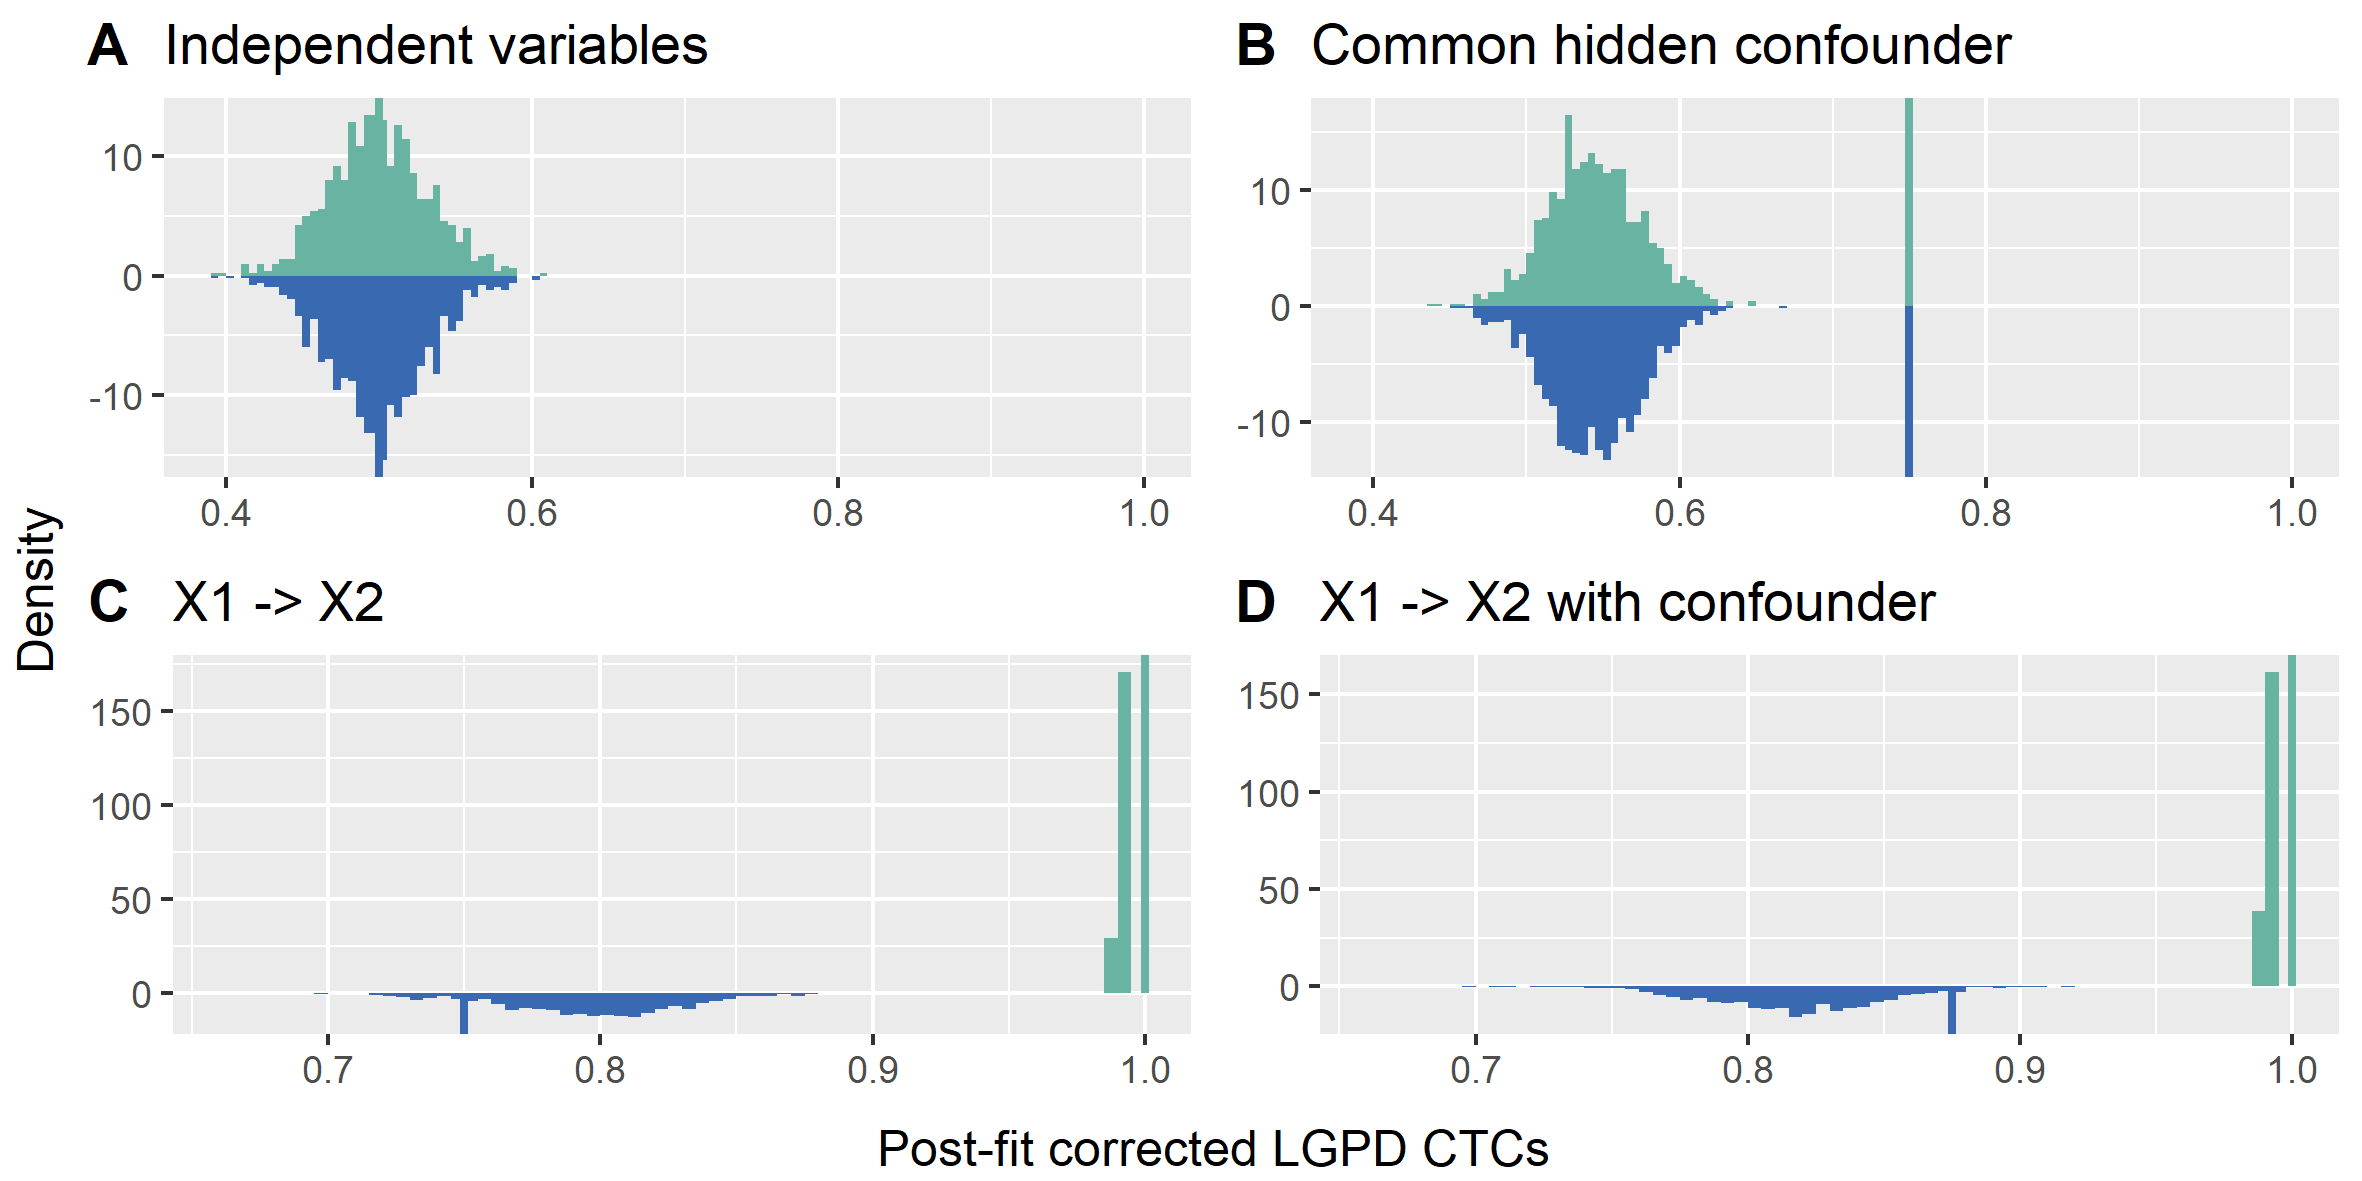 A Independent variables
B Common hidden confounder
10
0
-10
0.4 0.6 0.8 1.0
10
0
-10
0.4 0.6 0.8 1.0
Density
C X1 -> X2
D X1 -> X2 with confounder
150
100
50
0
0.7 0.8 0.9 1.0
150
100
50
0
0.7 0.8 0.9 1.0
Post-fit corrected LGPD CTCs